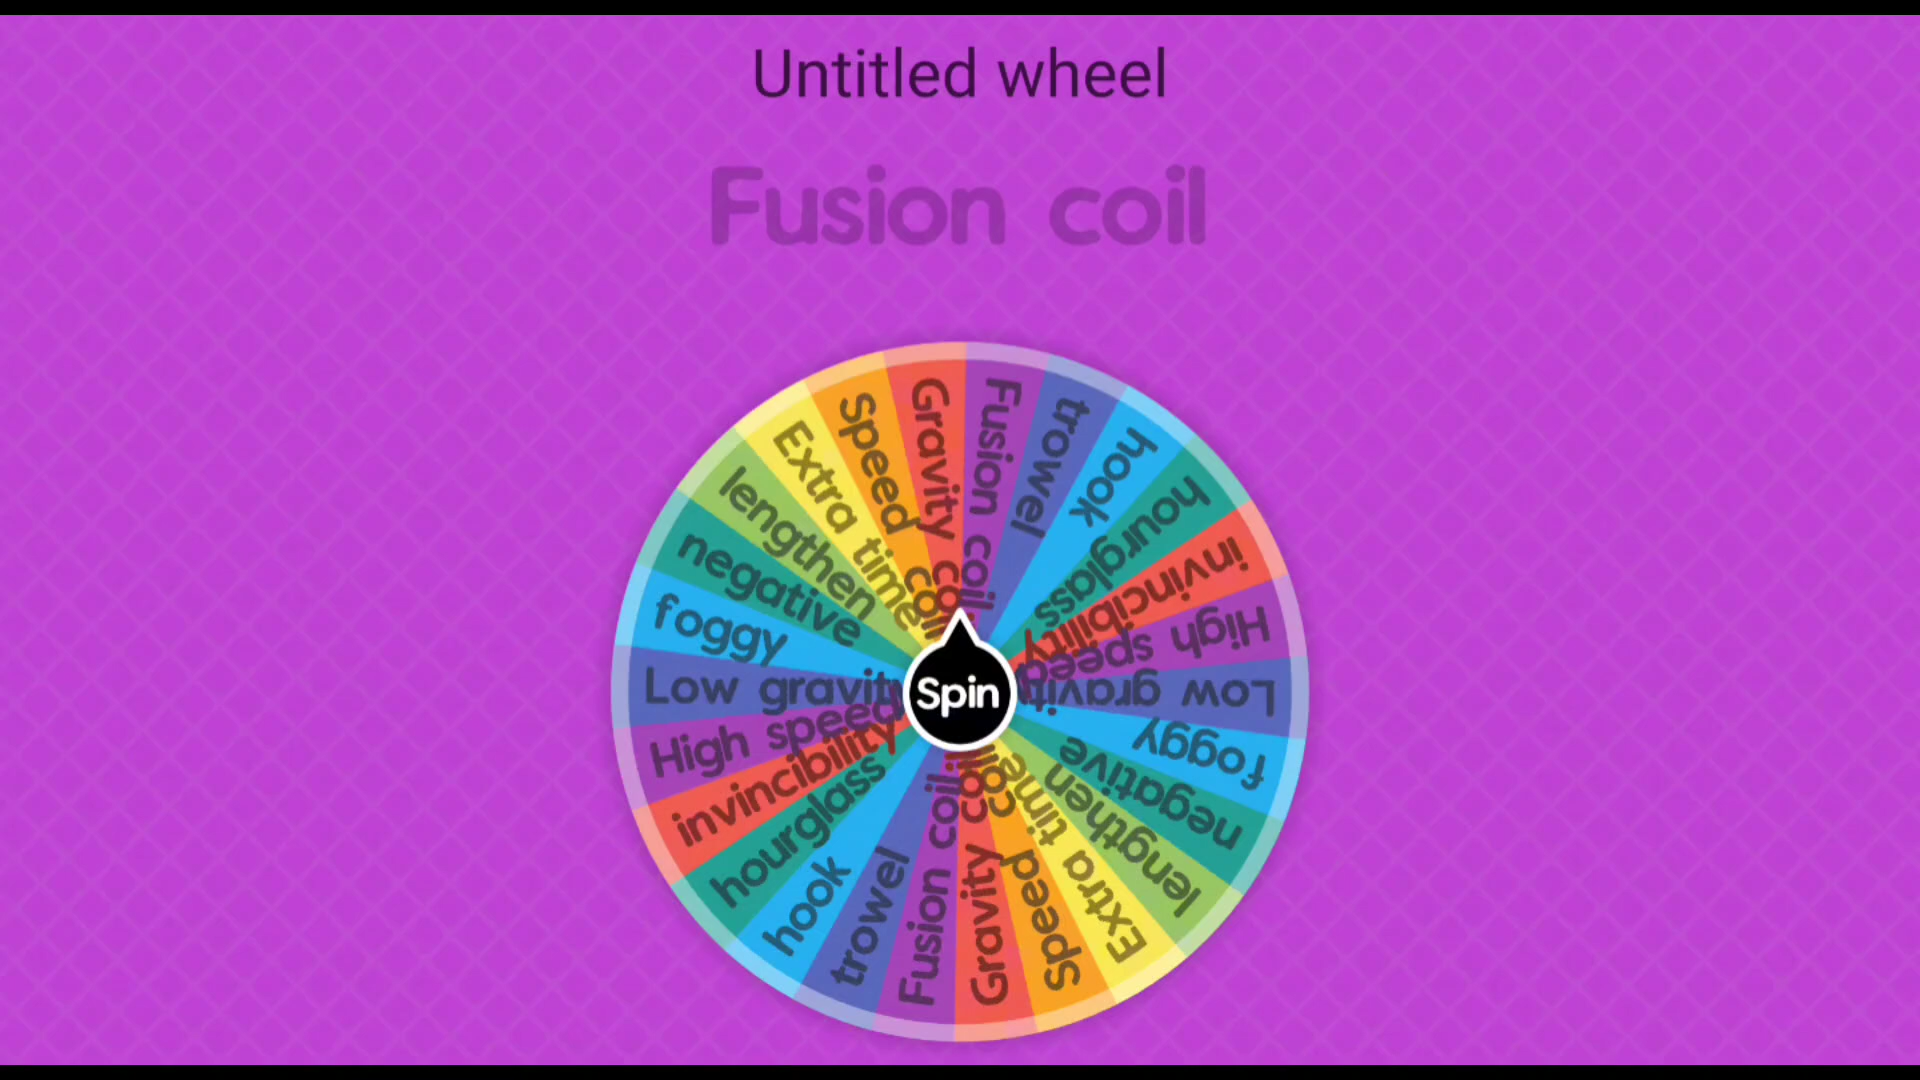 Untitled wheel
Fusion coil
Fusion coil
trowel
hook
hourglass
invincibility
High speed
Low gravity
foggy
negative
lengthen
Extra time
Speed coil
Gravity coil
Fusion coil
trowel
hook
hourglass
invincibility
High speed
Low gravity
foggy
negative
lengthen
Extra time
Speed coil
Gravity coil
Spin